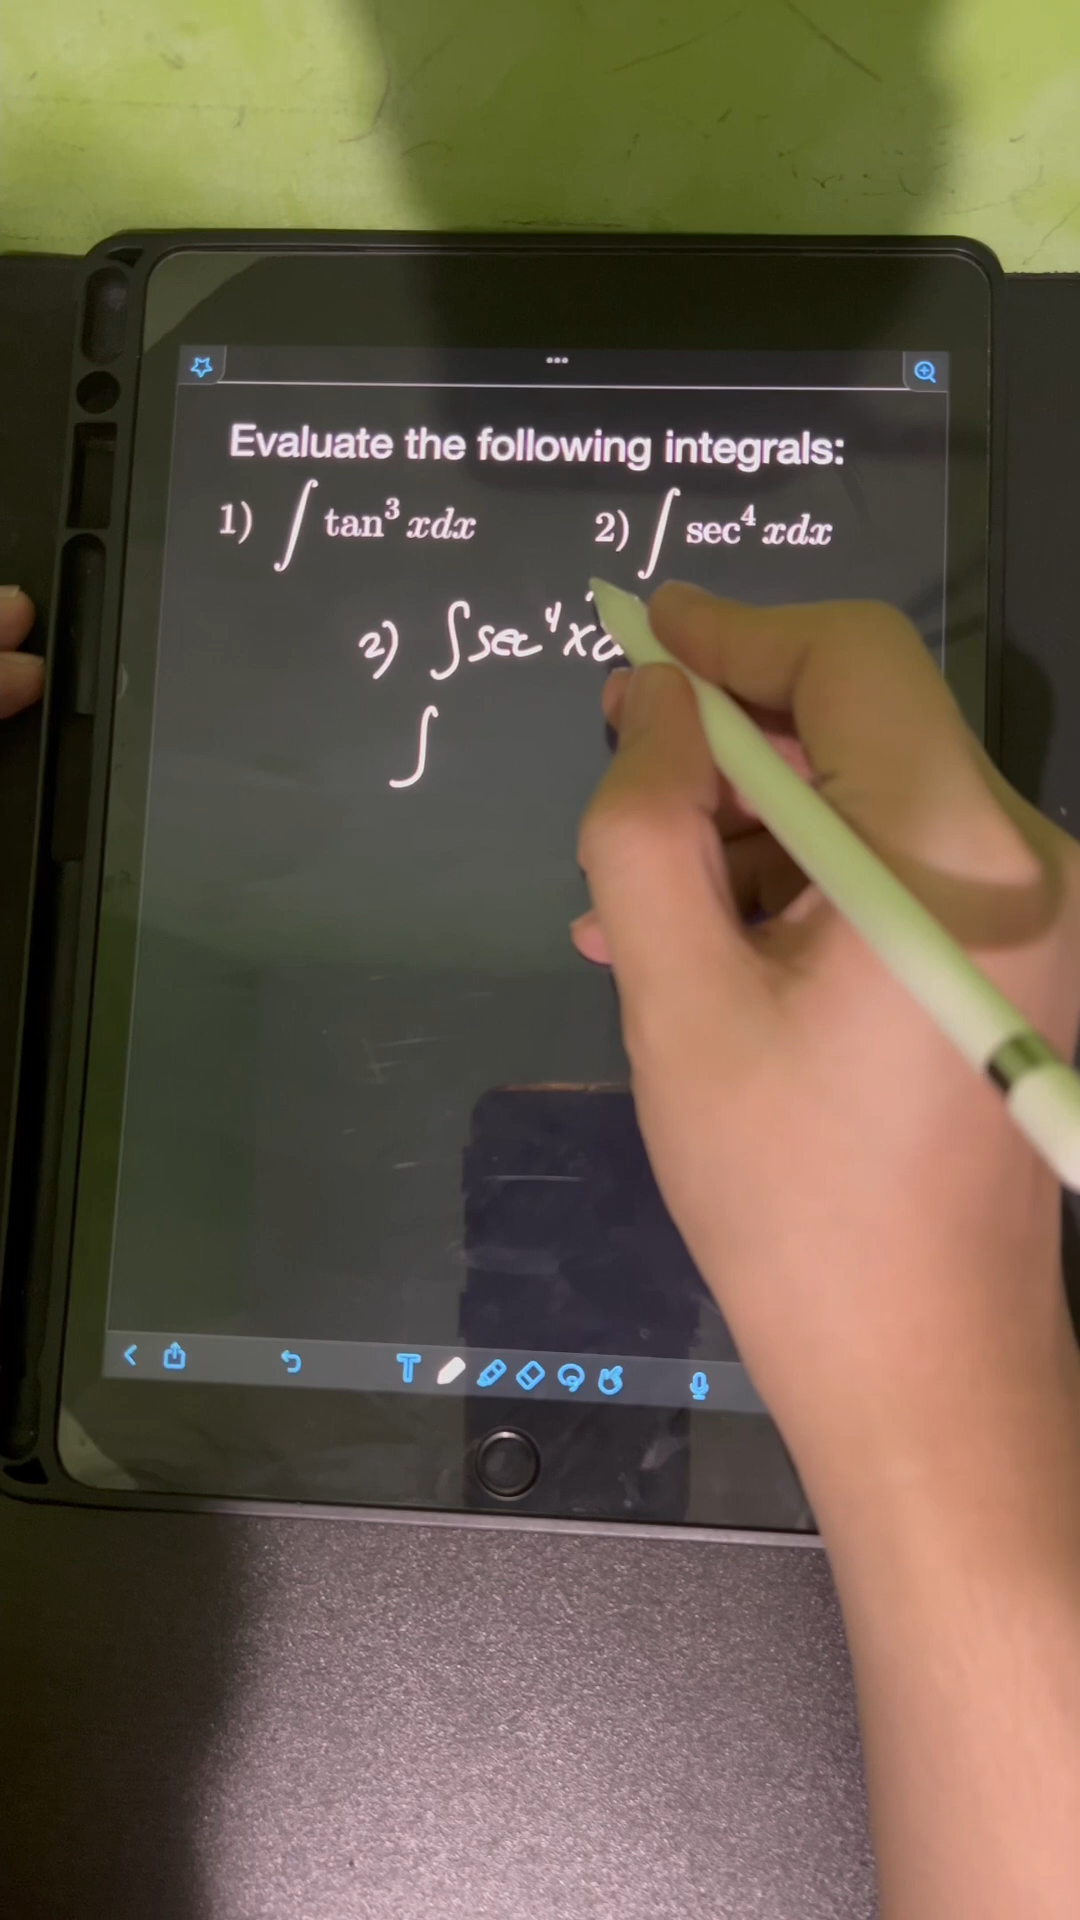 Evaluate the following integrals:
1) ∫ tan³ xdx 2) ∫ sec⁴ xdx
2) ∫sec⁴x
∫
T